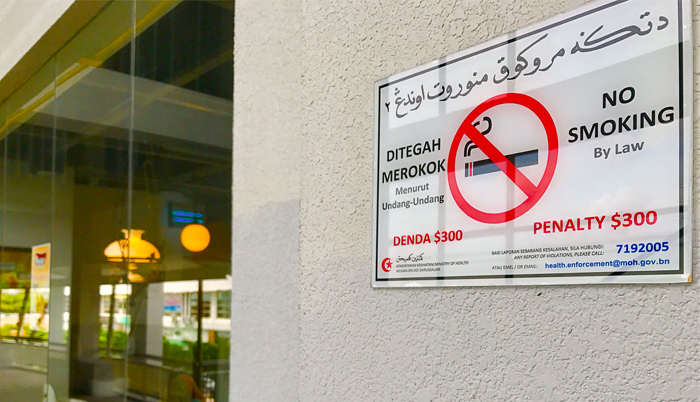 دتݢه مروكوق منوروت اوندڠ ٢
DITEGAH
MEROKOK
Menurut
Undang-Undang
NO
SMOKING
By Law
DENDA $300
PENALTY $300
KEMENTERIAN KESIHATAN/MINISTRY OF HEALTH
NEGARA BRUNEI DARUSSALAM
BAGI LAPORAN SEBARANG KESALAHAN, SILA HUBUNGI:
ANY REPORT OF VIOLATIONS, PLEASE CALL:
7192005
ATAU EMEL / OR EMAIL: health.enforcement@moh.gov.bn